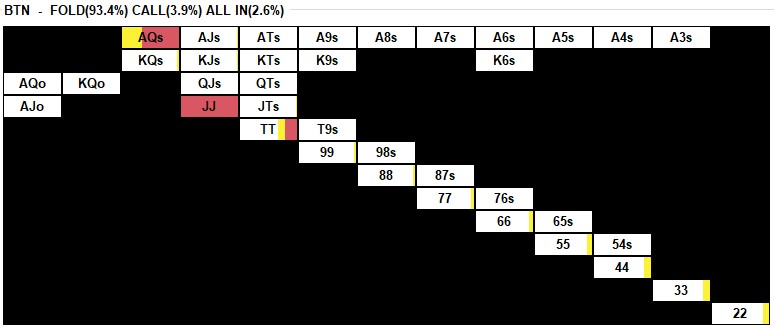 BTN - FOLD(93.4%) CALL(3.9%) ALL IN(2.6%)
AQs AJs ATs A9s A8s A7s A6s A5s A4s A3s
KQs KJs KTs K9s K6s
AQo KQo QJs QTs
AJo JJ JTs
TT T9s
99 98s
88 87s
77 76s
66 65s
55 54s
44
33
22